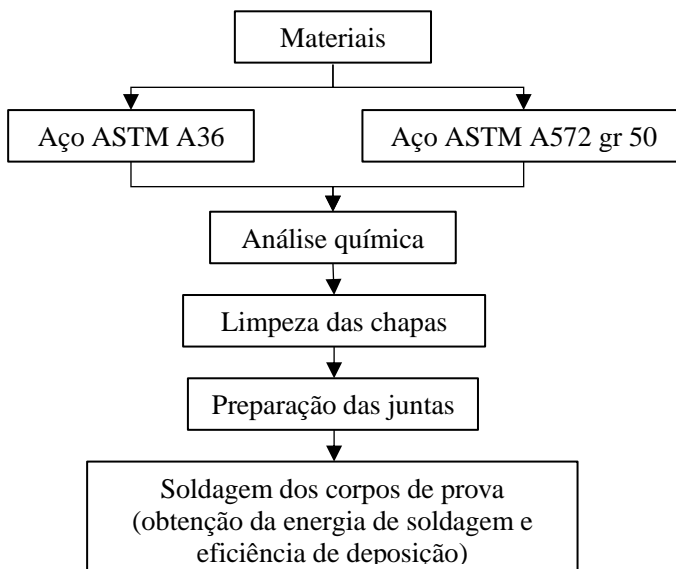 Materiais
Aço ASTM A36
Aço ASTM A572 gr 50
Análise química
Limpeza das chapas
Preparação das juntas
Soldagem dos corpos de prova
(obtenção da energia de soldagem e
eficiência de deposição)